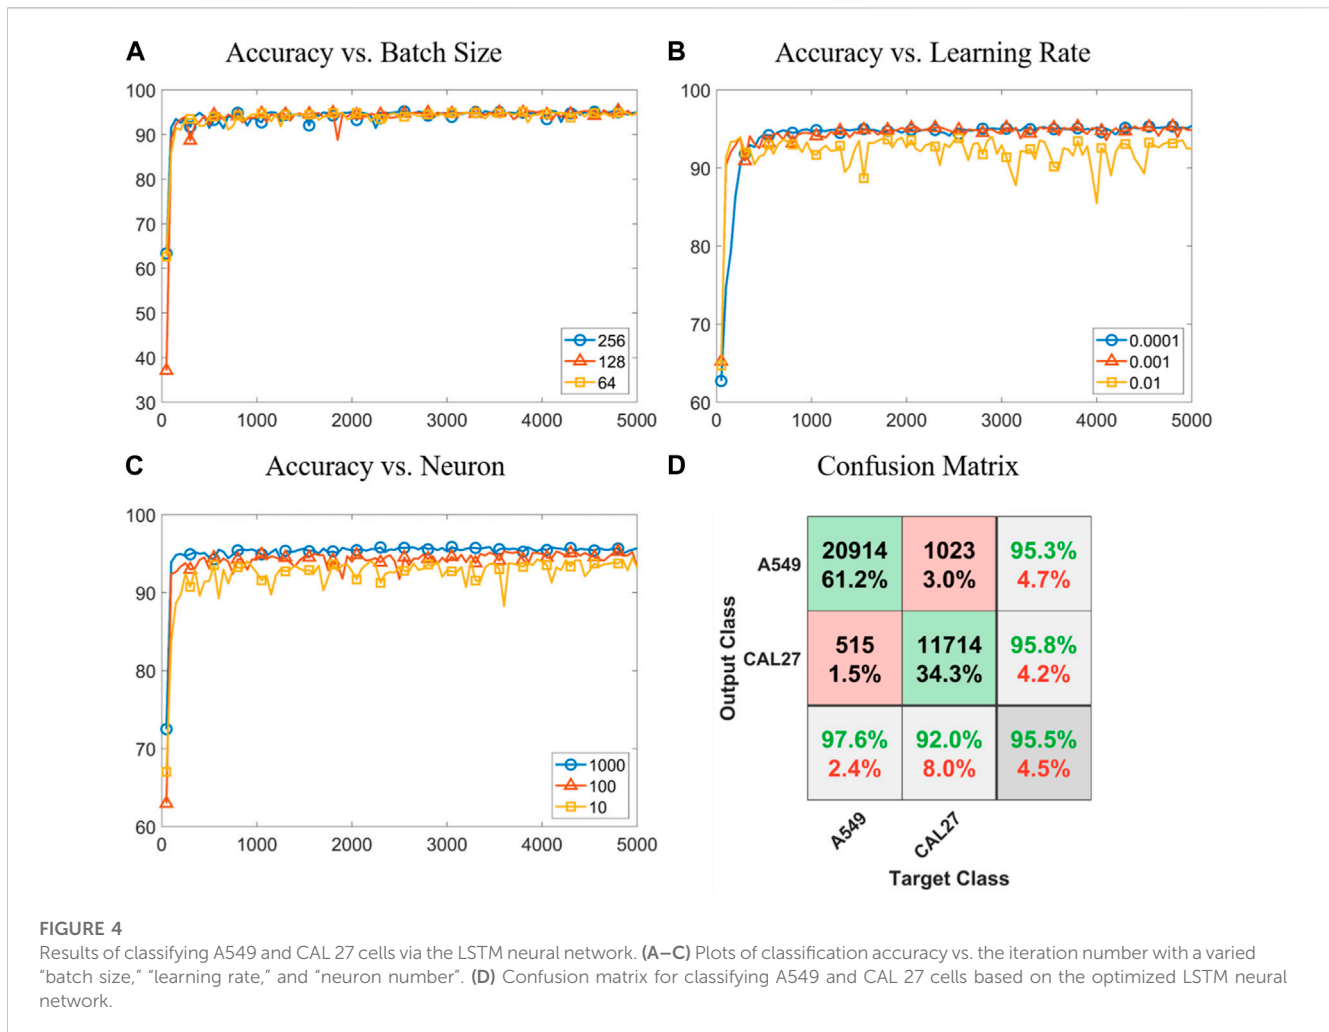 A Accuracy vs. Batch Size
100
90
80
70
60
50
40
30
0 1000 2000 3000 4000 5000
256
128
64
B Accuracy vs. Learning Rate
100
90
80
70
60
0 1000 2000 3000 4000 5000
0.0001
0.001
0.01
C Accuracy vs. Neuron
100
90
80
70
60
0 1000 2000 3000 4000 5000
1000
100
10
D Confusion Matrix
Output Class
A549
20914 1023 95.3%
61.2% 3.0% 4.7%
CAL27
515 11714 95.8%
1.5% 34.3% 4.2%
97.6% 92.0% 95.5%
2.4% 8.0% 4.5%
A549 CAL27
Target Class
FIGURE 4
Results of classifying A549 and CAL 27 cells via the LSTM neural network. (A–C) Plots of classification accuracy vs. the iteration number with a varied
“batch size,” “learning rate,” and “neuron number”. (D) Confusion matrix for classifying A549 and CAL 27 cells based on the optimized LSTM neural
network.